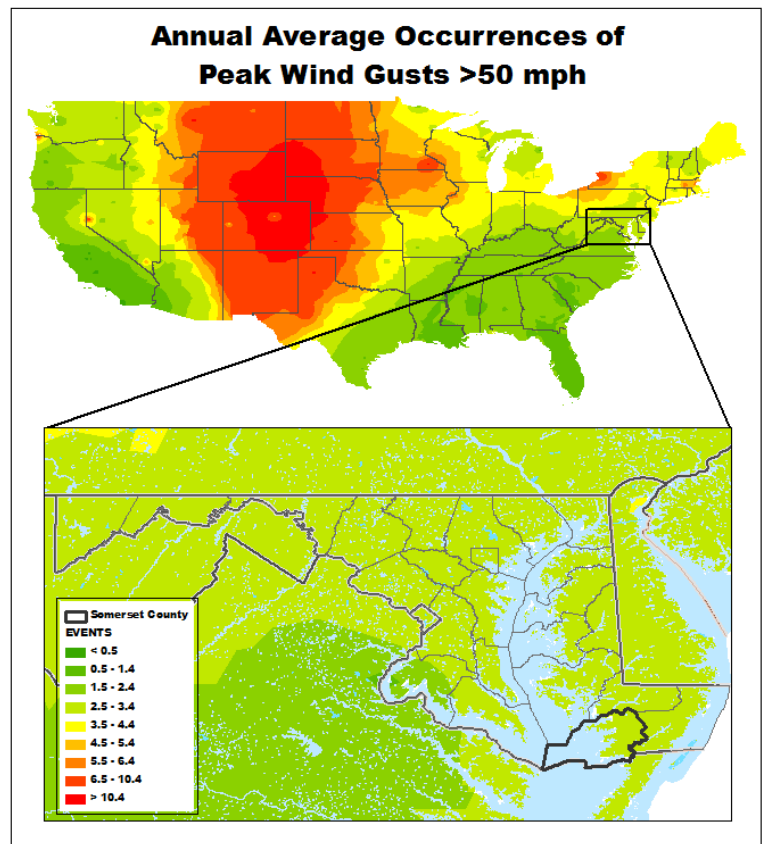 Annual Average Occurrences of
Peak Wind Gusts >50 mph
Somerset County
EVENTS
< 0.5
0.5 - 1.4
1.5 - 2.4
2.5 - 3.4
3.5 - 4.4
4.5 - 5.4
5.5 - 6.4
6.5 - 10.4
> 10.4